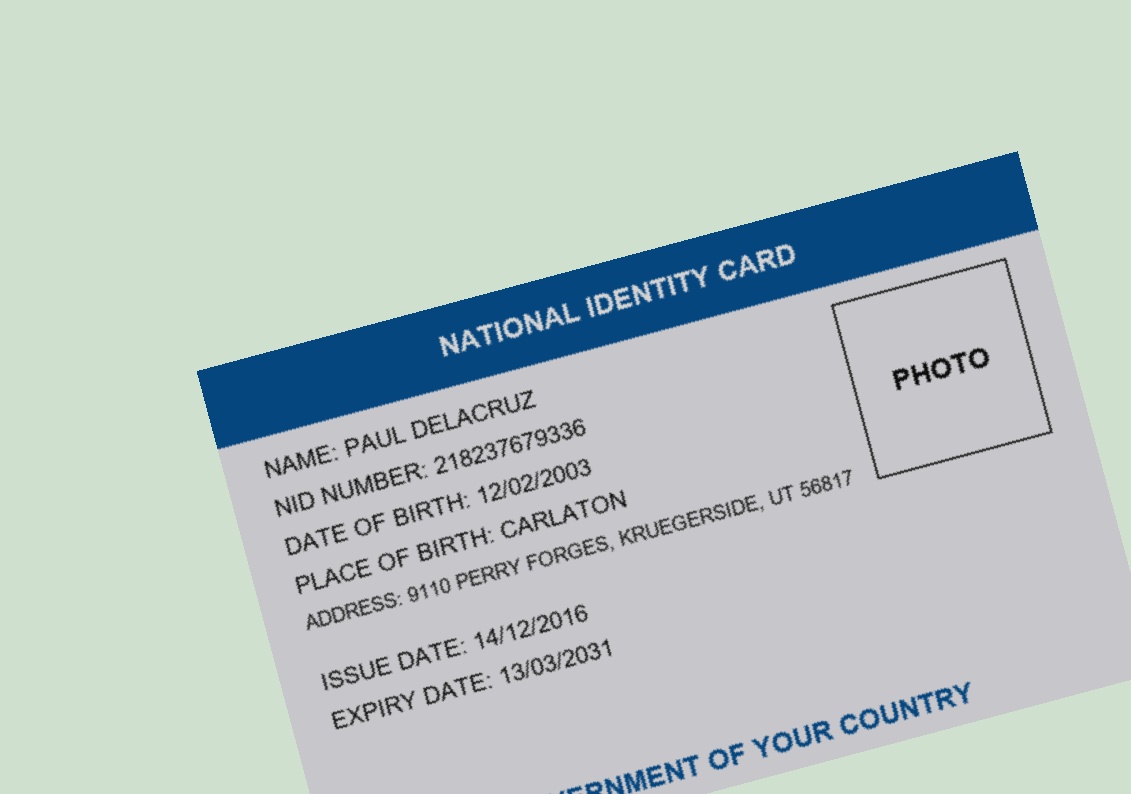 NATIONAL IDENTITY CARD
PHOTO
NAME: PAUL DELACRUZ
NID NUMBER: 218237679336
DATE OF BIRTH: 12/02/2003
PLACE OF BIRTH: CARLATON
ADDRESS: 9110 PERRY FORGES, KRUEGERSIDE, UT 56817
ISSUE DATE: 14/12/2016
EXPIRY DATE: 13/03/2031
OF YOUR COUNTRY